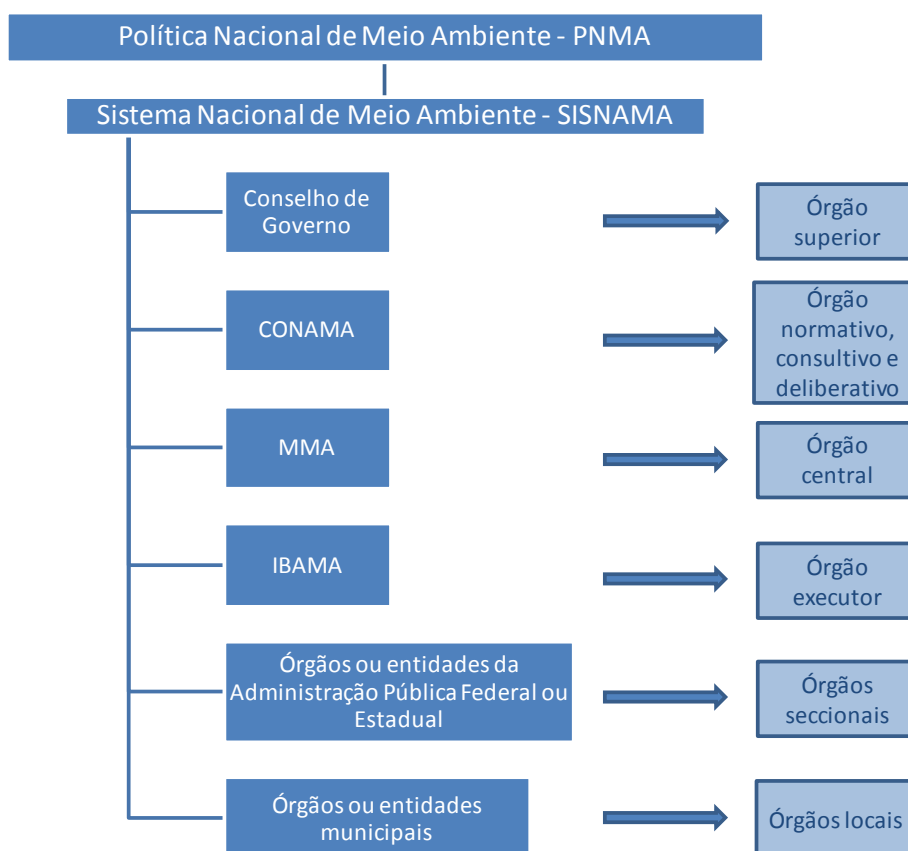 Política Nacional de Meio Ambiente - PNMA
Sistema Nacional de Meio Ambiente - SISNAMA
Conselho de
Governo
Órgão
superior
CONAMA
Órgão
normativo,
consultivo e
deliberativo
MMA
Órgão
central
IBAMA
Órgão
executor
Órgãos ou entidades da
Administração Pública Federal ou
Estadual
Órgãos
seccionais
Órgãos ou entidades
municipais
Órgãos locais